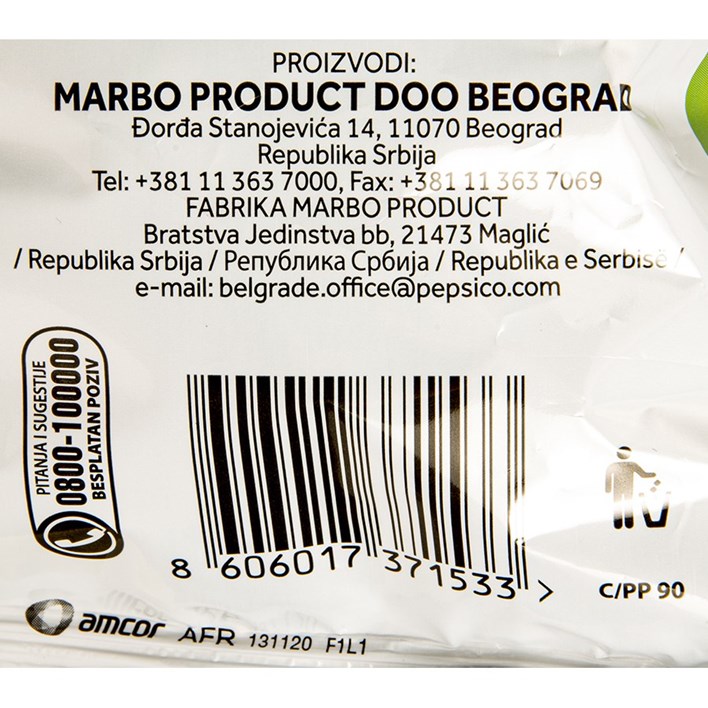 PROIZVODI:
MARBO PRODUCT DOO BEOGRAD
Đorđa Stanojevića 14, 11070 Beograd
Republika Srbija
Tel: +381 11 363 7000, Fax: +381 11 363 7069
FABRIKA MARBO PRODUCT
Bratstva Jedinstva bb, 21473 Maglić
/ Republika Srbija / Република Србија / Republika e Serbisë /
e-mail: belgrade.office@pepsico.com
PITANJA I SUGESTIJE
0800-100000
BESPLATAN POZIV
8 606017 371533 >
C/PP 90
amcor AFR 131120 F1L1